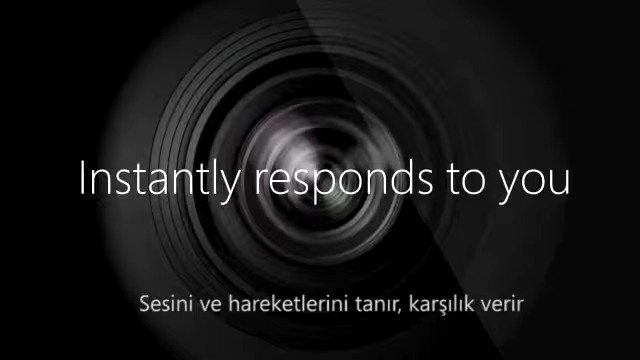 Instantly responds to you
Sesini ve hareketlerini tanır, karşılık verir